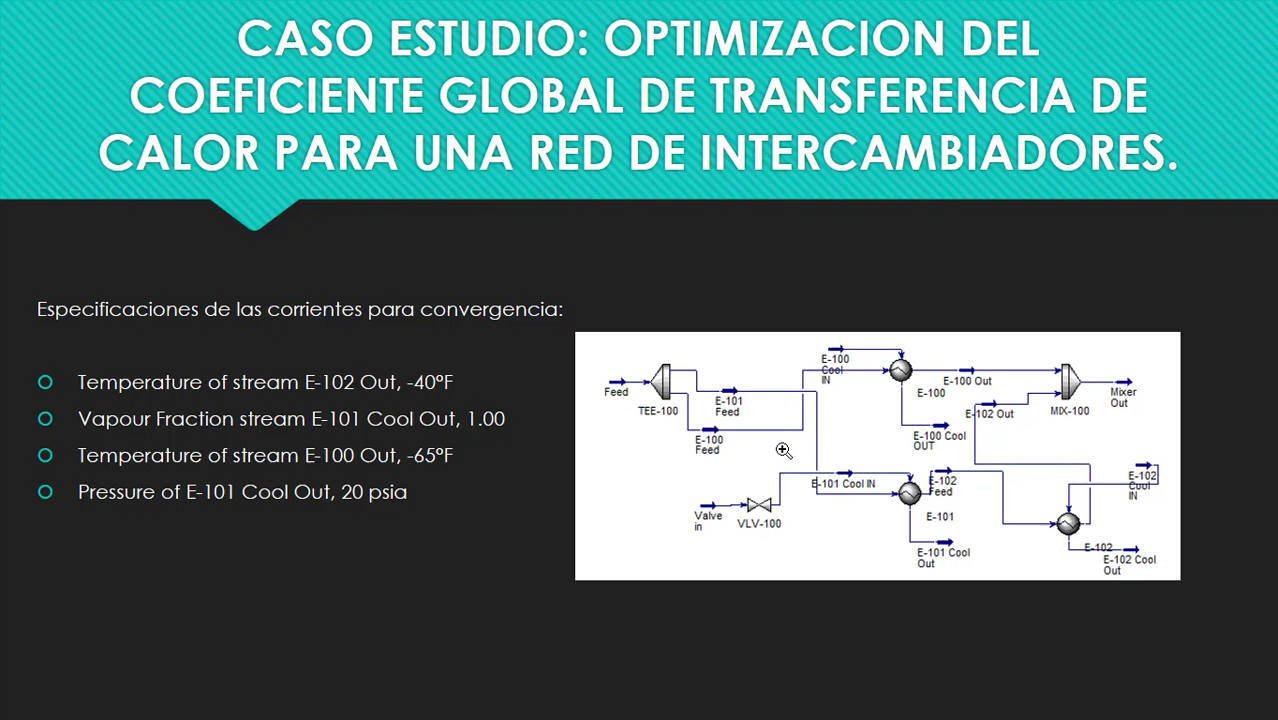 CASO ESTUDIO: OPTIMIZACION DEL
COEFICIENTE GLOBAL DE TRANSFERENCIA DE
CALOR PARA UNA RED DE INTERCAMBIADORES.
Especificaciones de las corrientes para convergencia:
Temperature of stream E-102 Out, -40°F
Vapour Fraction stream E-101 Cool Out, 1.00
Temperature of stream E-100 Out, -65°F
Pressure of E-101 Cool Out, 20 psia
Feed
TEE-100
E-101
Feed
E-100
Feed
E-100
Cool
IN
E-100
E-100 Out
E-100 Cool
OUT
E-102 Out
MIX-100
Mixer
Out
Valve
in
VLV-100
E-101 Cool IN
E-102
Feed
E-101
E-101 Cool
Out
E-102
Cool
IN
E-102
E-102 Cool
Out